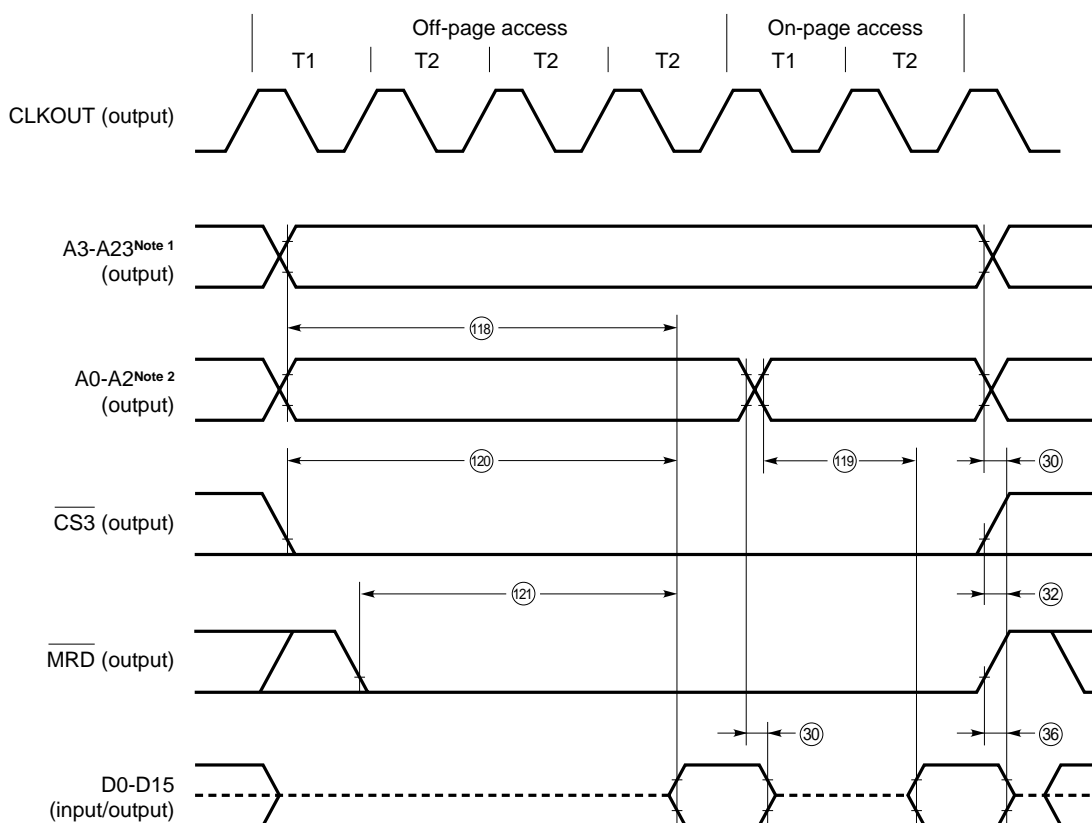 Off-page access On-page access
T1 T2 T2 T2 T1 T2
CLKOUT (output)
A3-A23Note 1
(output)
118
A0-A2Note 2
(output)
120 119 30
CS3 (output)
121 32
MRD (output)
30 36
D0-D15
(input/output)